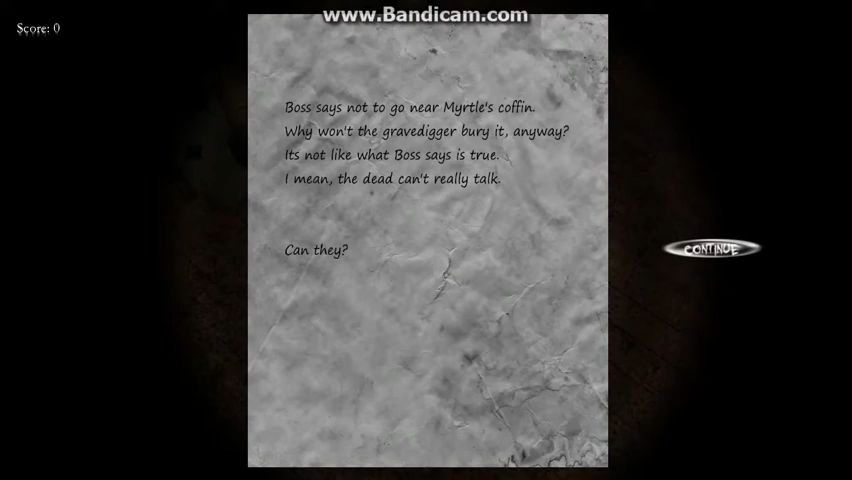 www.Bandicam.com
Score: 0
Boss says not to go near Myrtle's coffin.
Why won't the gravedigger bury it, anyway?
Its not like what Boss says is true.
I mean, the dead can't really talk.
Can they?
CONTINUE